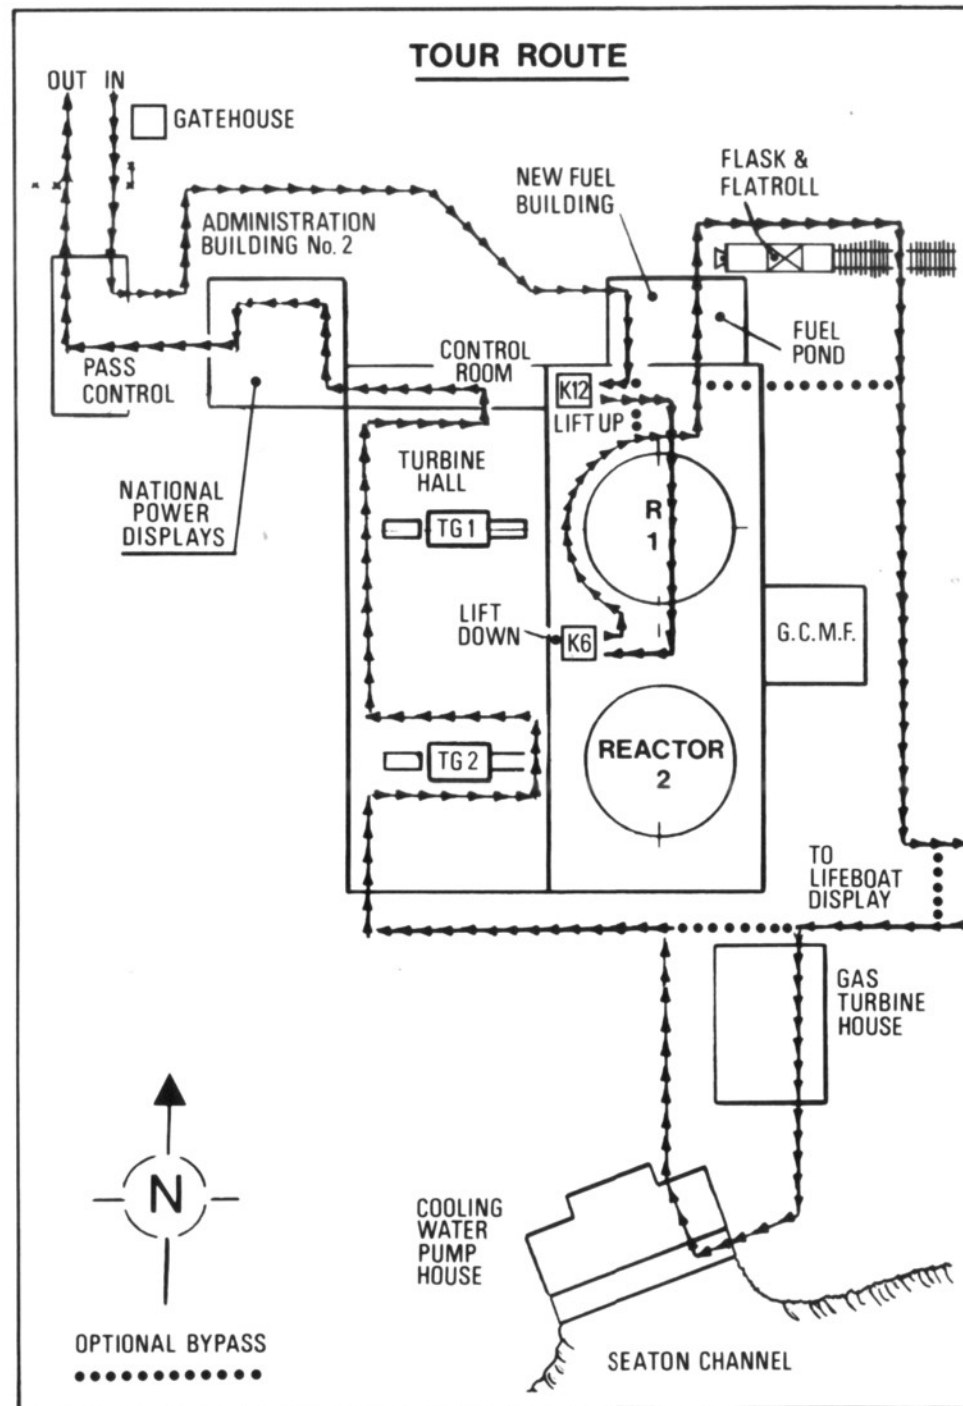 TOUR ROUTE
OUT IN
GATEHOUSE
FLASK &
FLATROLL
NEW FUEL
BUILDING
ADMINISTRATION
BUILDING No. 2
FUEL
POND
CONTROL
ROOM
PASS
CONTROL
K12
LIFT UP
TURBINE
HALL
NATIONAL
POWER
DISPLAYS
TG 1
R
1
LIFT
DOWN
K6
G.C.M.F.
TG 2
REACTOR
2
TO
LIFEBOAT
DISPLAY
GAS
TURBINE
HOUSE
N
COOLING
WATER
PUMP
HOUSE
OPTIONAL BYPASS
SEATON CHANNEL